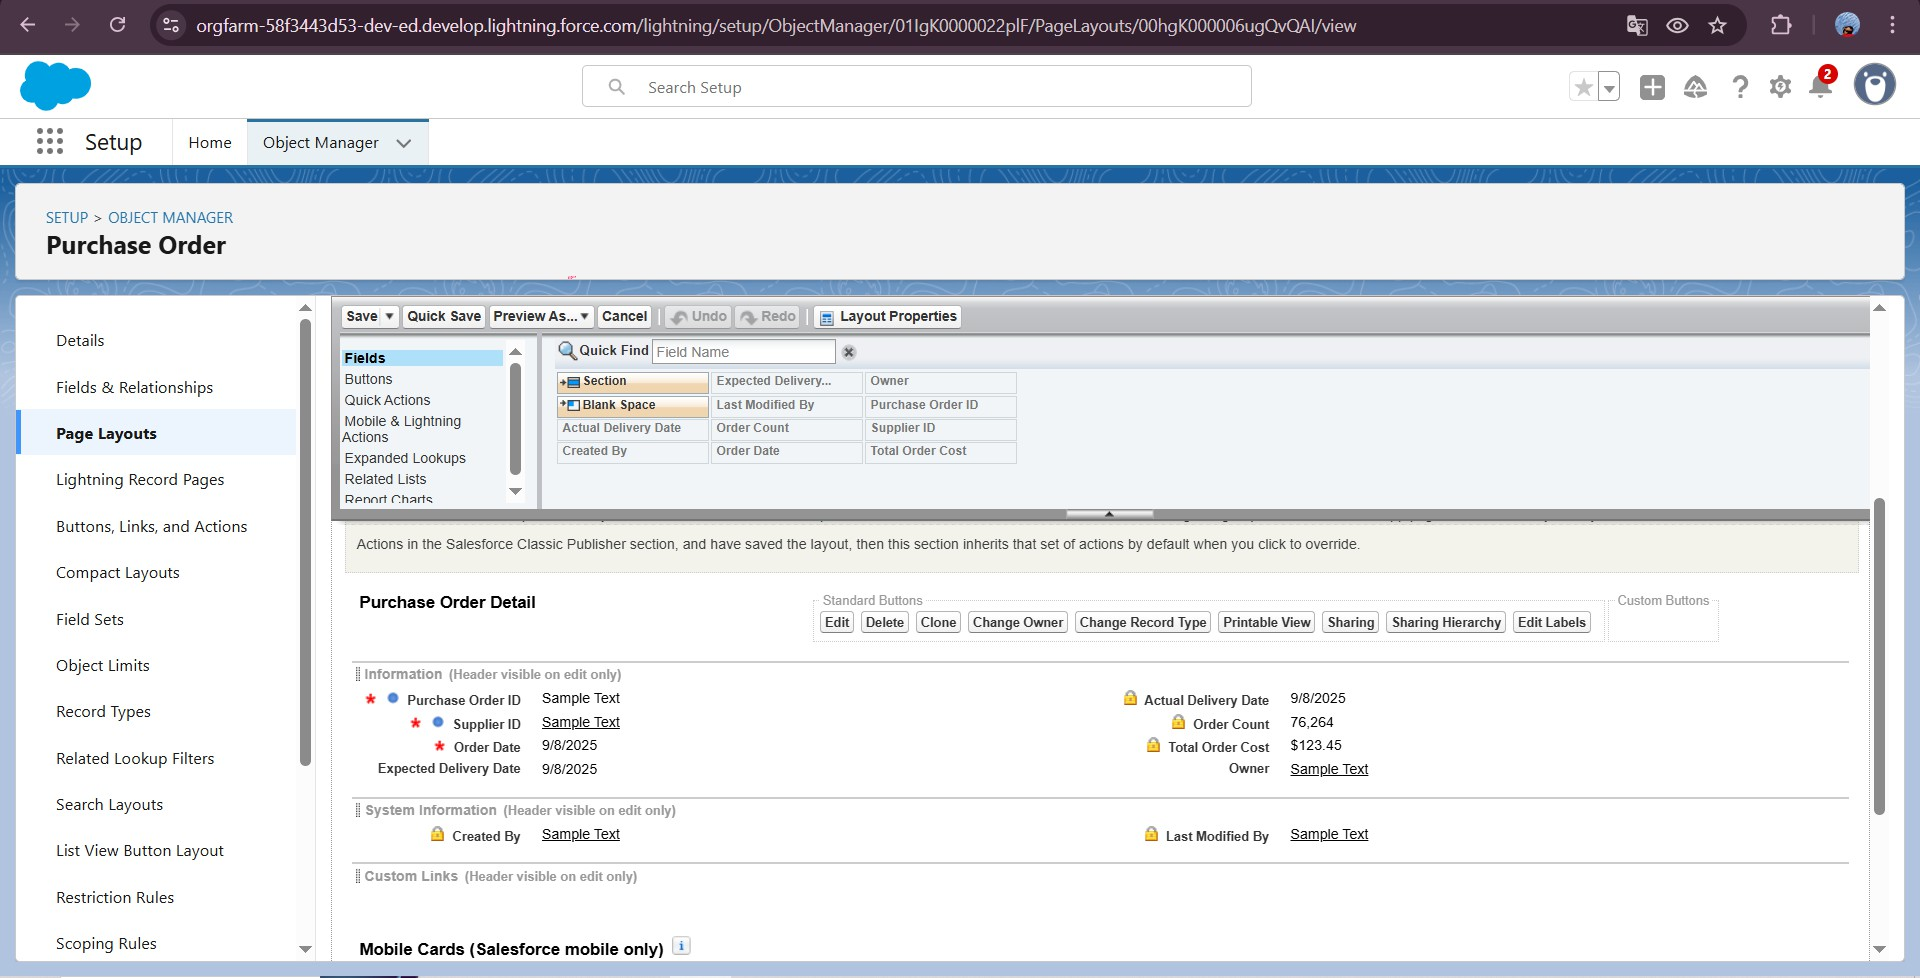 orgfarm-58f3443d53-dev-ed.develop.lightning.force.com/lightning/setup/ObjectManager/01IgK0000022plF/PageLayouts/00hgK000006ugQvQAI/view
Search Setup
2
Setup
Home
Object Manager
SETUP > OBJECT MANAGER
Purchase Order
Details
Fields & Relationships
Page Layouts
Lightning Record Pages
Buttons, Links, and Actions
Compact Layouts
Field Sets
Object Limits
Record Types
Related Lookup Filters
Search Layouts
List View Button Layout
Restriction Rules
Scoping Rules
Save Quick Save Preview As... Cancel Undo Redo Layout Properties
Fields
Buttons
Quick Actions
Mobile & Lightning
Actions
Expanded Lookups
Related Lists
Report Charts
Quick Find Field Name
Section Expected Delivery... Owner
Blank Space Last Modified By Purchase Order ID
Actual Delivery Date Order Count Supplier ID
Created By Order Date Total Order Cost
Actions in the Salesforce Classic Publisher section, and have saved the layout, then this section inherits that set of actions by default when you click to override.
Purchase Order Detail
Standard Buttons
Edit Delete Clone Change Owner Change Record Type Printable View Sharing Sharing Hierarchy Edit Labels
Custom Buttons
Information (Header visible on edit only)
* Purchase Order ID Sample Text
* Supplier ID Sample Text
* Order Date 9/8/2025
Expected Delivery Date 9/8/2025
Actual Delivery Date 9/8/2025
Order Count 76,264
Total Order Cost $123.45
Owner Sample Text
System Information (Header visible on edit only)
Created By Sample Text
Last Modified By Sample Text
Custom Links (Header visible on edit only)
Mobile Cards (Salesforce mobile only) i